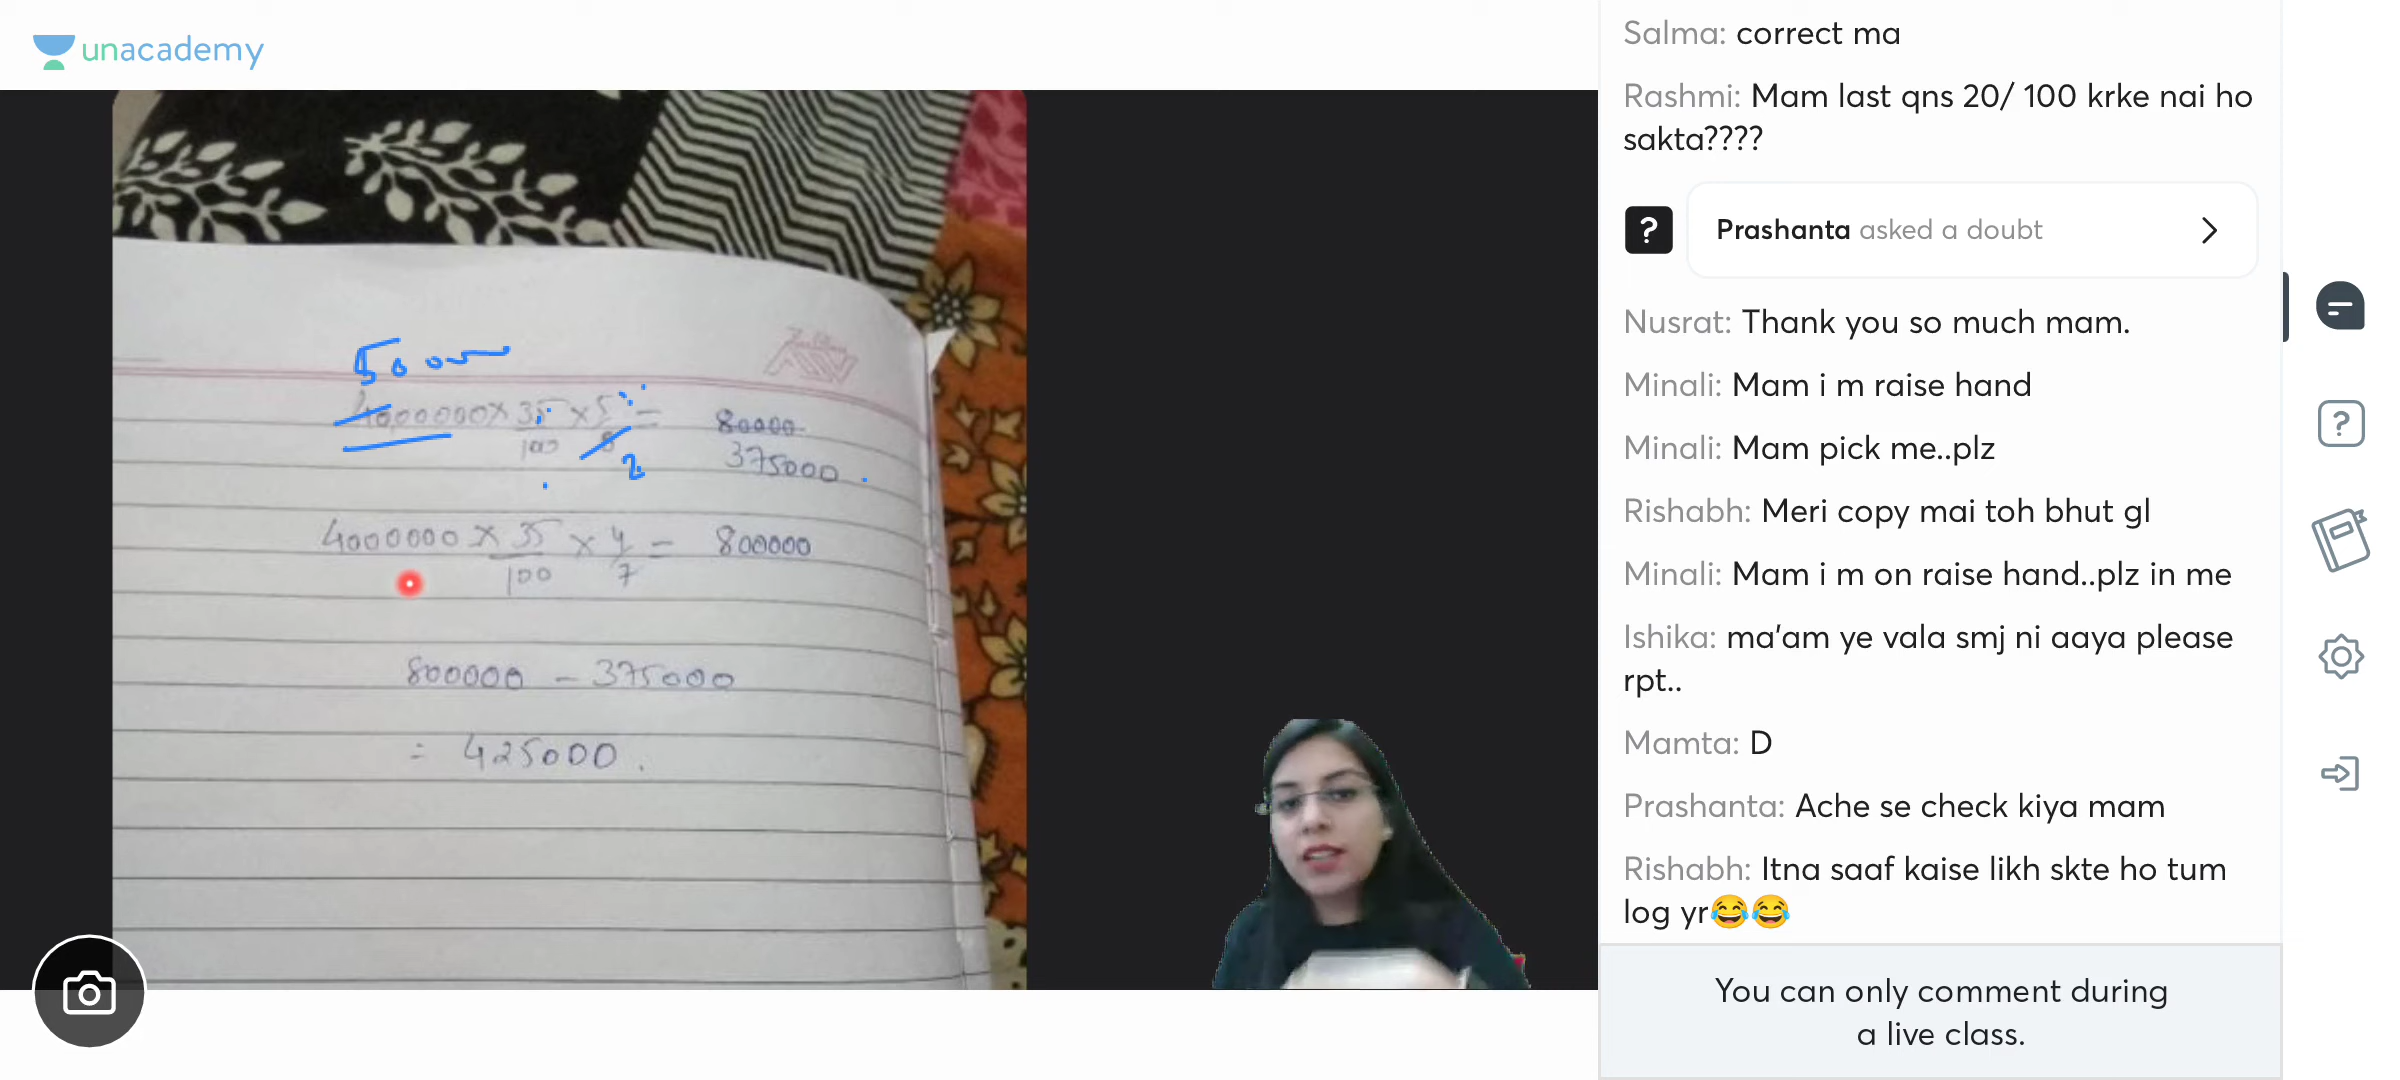 unacademy
5000
4000000 × 35/100 × 5/8 = 80000
2
375000
4000000 × 35/100 × 4/7 = 800000
800000 - 375000
= 425000.
Salma: correct ma
Rashmi: Mam last qns 20/ 100 krke nai ho
sakta????
? Prashanta asked a doubt
Nusrat: Thank you so much mam.
Minali: Mam i m raise hand
Minali: Mam pick me..plz
Rishabh: Meri copy mai toh bhut gl
Minali: Mam i m on raise hand..plz in me
Ishika: ma'am ye vala smj ni aaya please
rpt..
Mamta: D
Prashanta: Ache se check kiya mam
Rishabh: Itna saaf kaise likh skte ho tum
log yr😂😂
You can only comment during
a live class.
?